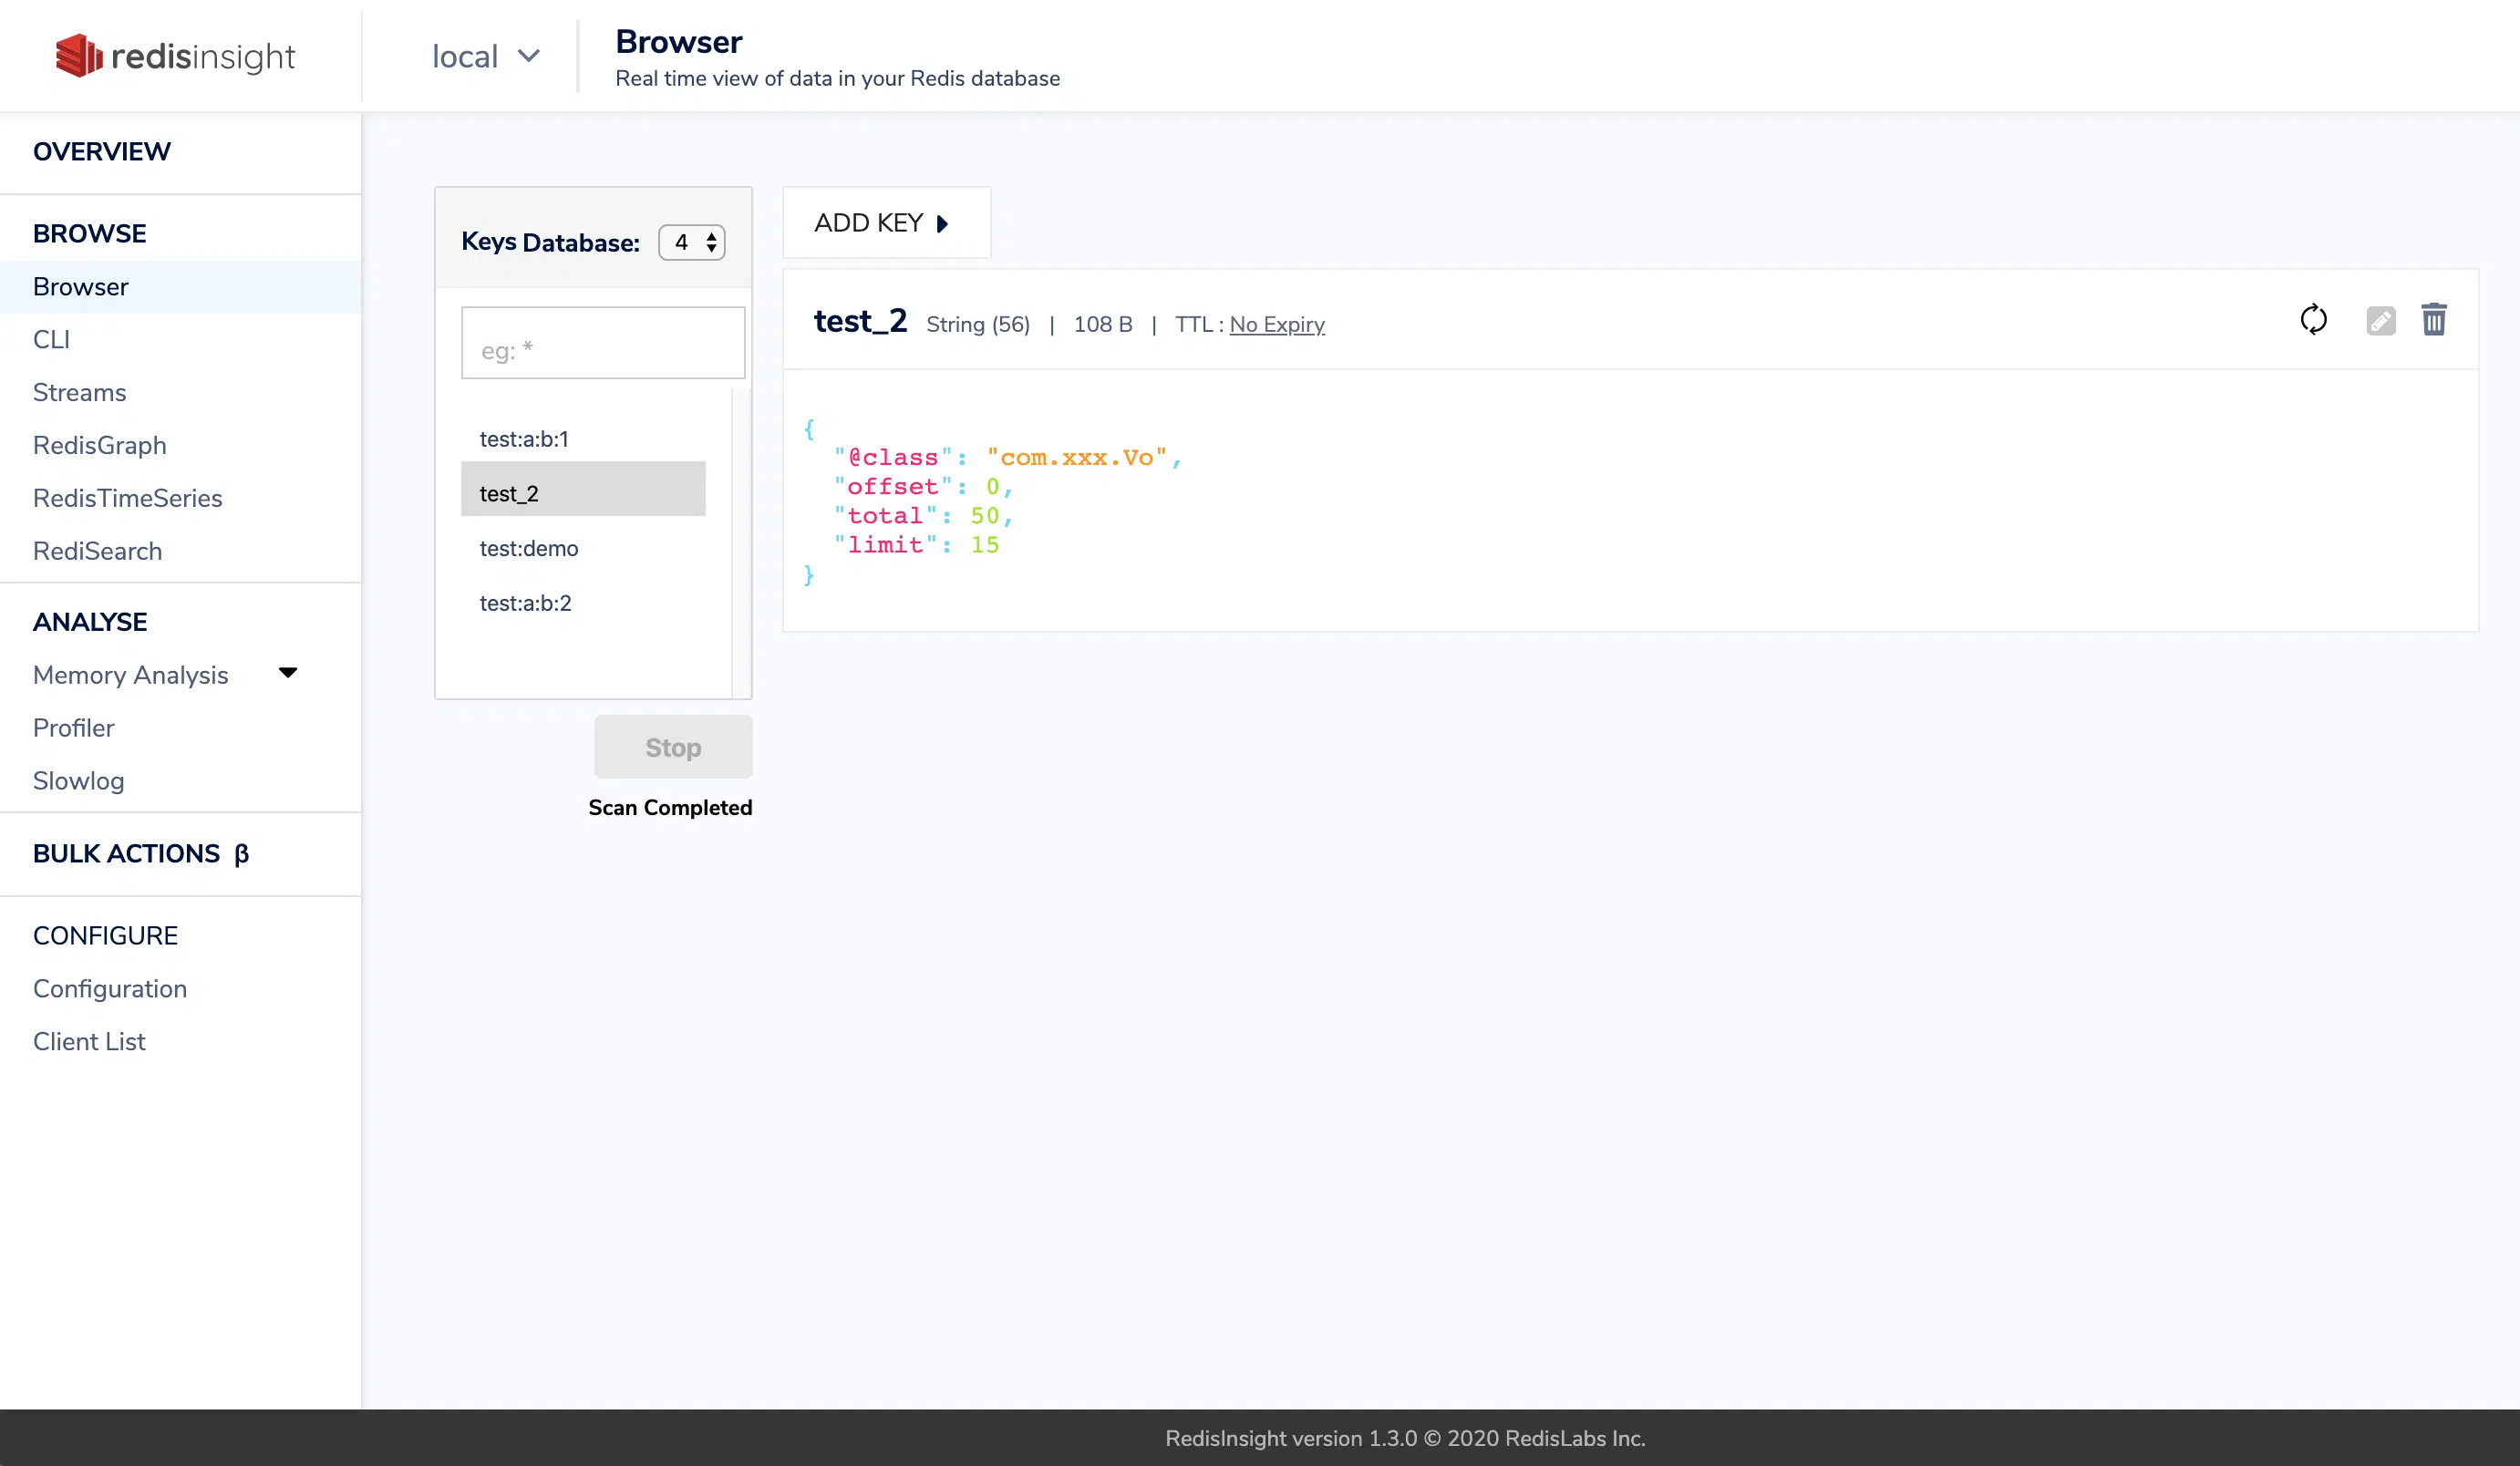 redisinsight
local
Browser
Real time view of data in your Redis database
OVERVIEW
BROWSE
Browser
CLI
Streams
RedisGraph
RedisTimeSeries
RediSearch
ANALYSE
Memory Analysis
Profiler
Slowlog
BULK ACTIONS β
CONFIGURE
Configuration
Client List
Keys Database: 4
eg: *
test:a:b:1
test_2
test:demo
test:a:b:2
Stop
Scan Completed
ADD KEY
test_2 String (56) | 108 B | TTL : No Expiry
{
"@class": "com.xxx.Vo",
"offset": 0,
"total": 50,
"limit": 15
}
RedisInsight version 1.3.0 © 2020 RedisLabs Inc.